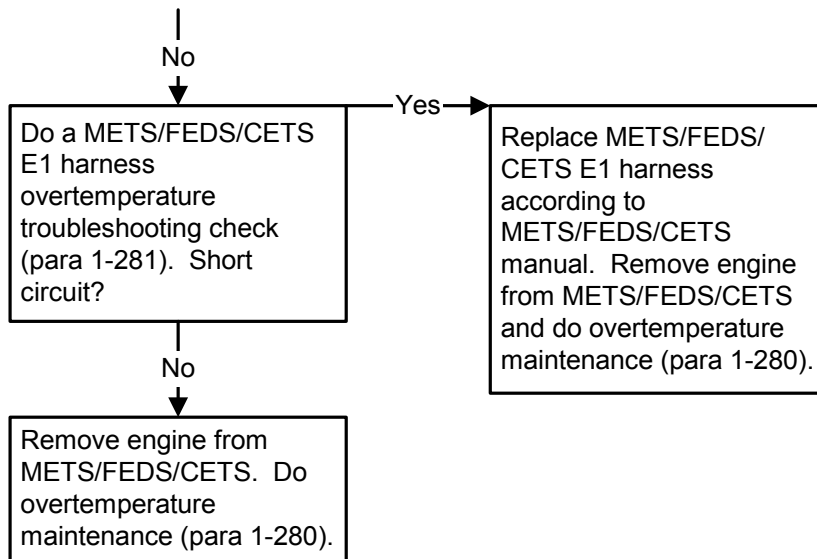 No
Do a METS/FEDS/CETS
E1 harness
overtemperature
troubleshooting check
(para 1-281).  Short
circuit?
Yes
Replace METS/FEDS/
CETS E1 harness
according to
METS/FEDS/CETS
manual.  Remove engine
from METS/FEDS/CETS
and do overtemperature
maintenance (para 1-280).
No
Remove engine from
METS/FEDS/CETS.  Do
overtemperature
maintenance (para 1-280).